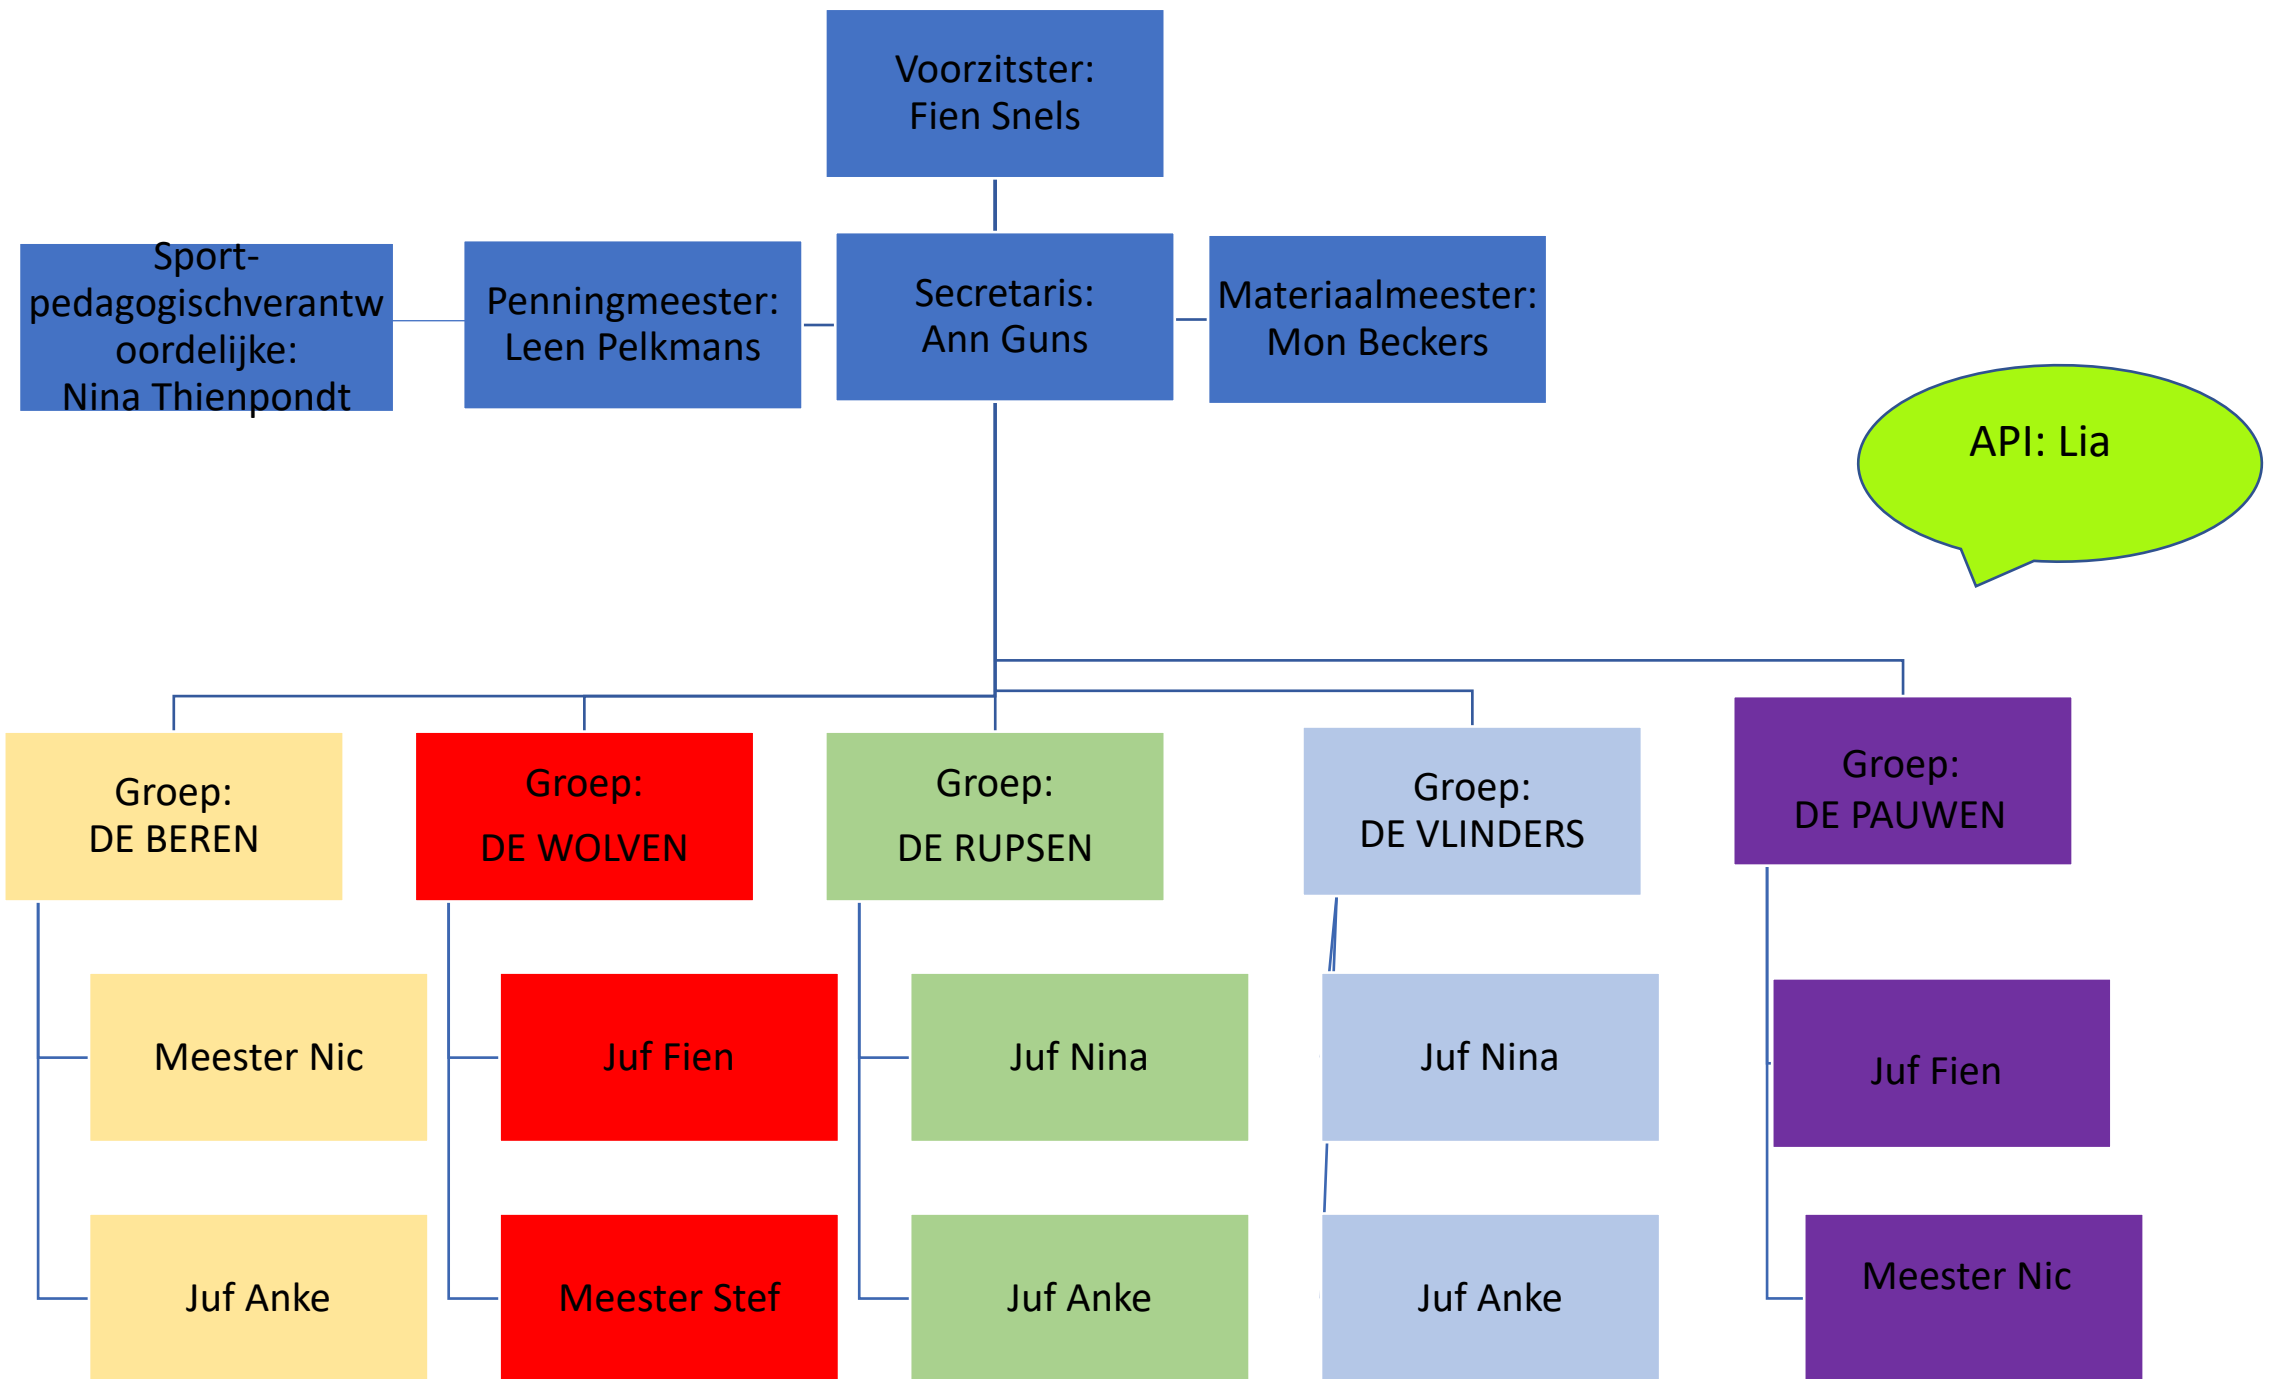 Voorzitster:
Fien Snels
Sport-
pedagogischverantw
oordelijke:
Nina Thienpondt
Penningmeester:
Leen Pelkmans
Secretaris:
Ann Guns
Materiaalmeester:
Mon Beckers
API: Lia
Groep:
DE BEREN
Groep:
DE WOLVEN
Groep:
DE RUPSEN
Groep:
DE VLINDERS
Groep:
DE PAUWEN
Meester Nic
Juf Fien
Juf Nina
Juf Nina
Juf Fien
Juf Anke
Meester Stef
Juf Anke
Juf Anke
Meester Nic